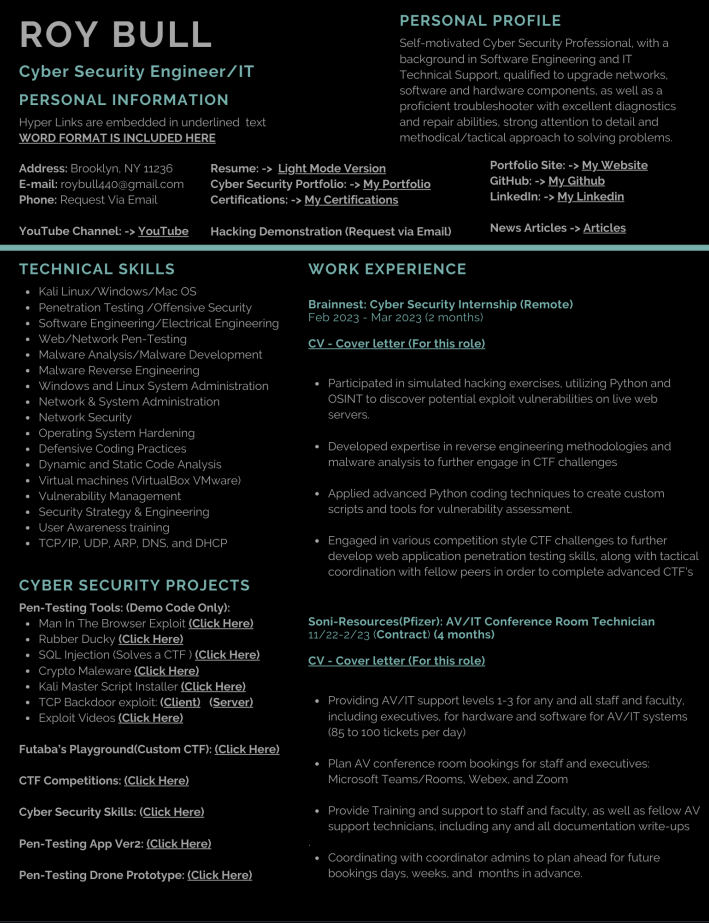 ROY BULL
Cyber Security Engineer/IT
PERSONAL INFORMATION
Hyper Links are embedded in underlined text
WORD FORMAT IS INCLUDED HERE
PERSONAL PROFILE
Self-motivated Cyber Security Professional, with a
background in Software Engineering and IT
Technical Support, qualified to upgrade networks,
software and hardware components, as well as a
proficient troubleshooter with excellent diagnostics
and repair abilities, strong attention to detail and
methodical/tactical approach to solving problems.
Address: Brooklyn, NY 11236
E-mail: roybull440@gmail.com
Phone: Request Via Email
YouTube Channel: -> YouTube
Resume: -> Light Mode Version
Cyber Security Portfolio: -> My Portfolio
Certifications: -> My Certifications
Hacking Demonstration (Request via Email)
Portfolio Site: -> My Website
GitHub: -> My Github
LinkedIn: -> My Linkedin
News Articles -> Articles
TECHNICAL SKILLS
• Kali Linux/Windows/Mac OS
• Penetration Testing /Offensive Security
• Software Engineering/Electrical Engineering
• Web/Network Pen-Testing
• Malware Analysis/Malware Development
• Malware Reverse Engineering
• Windows and Linux System Administration
• Network & System Administration
• Network Security
• Operating System Hardening
• Defensive Coding Practices
• Dynamic and Static Code Analysis
• Virtual machines (VirtualBox VMware)
• Vulnerability Management
• Security Strategy & Engineering
• User Awareness training
• TCP/IP, UDP, ARP, DNS, and DHCP
CYBER SECURITY PROJECTS
Pen-Testing Tools: (Demo Code Only):
• Man In The Browser Exploit (Click Here)
• Rubber Ducky (Click Here)
• SQL Injection (Solves a CTF ) (Click Here)
• Crypto Maleware (Click Here)
• Kali Master Script Installer (Click Here)
• TCP Backdoor exploit: (Client) (Server)
• Exploit Videos (Click Here)
Futaba's Playground(Custom CTF): (Click Here)
CTF Competitions: (Click Here)
Cyber Security Skills: (Click Here)
Pen-Testing App Ver2: (Click Here)
Pen-Testing Drone Prototype: (Click Here)
WORK EXPERIENCE
Brainnest: Cyber Security Internship (Remote)
Feb 2023 - Mar 2023 (2 months)
CV - Cover letter (For this role)
• Participated in simulated hacking exercises, utilizing Python and
OSINT to discover potential exploit vulnerabilities on live web
servers.
• Developed expertise in reverse engineering methodologies and
malware analysis to further engage in CTF challenges
• Applied advanced Python coding techniques to create custom
scripts and tools for vulnerability assessment.
• Engaged in various competition style CTF challenges to further
develop web application penetration testing skills, along with tactical
coordination with fellow peers in order to complete advanced CTF's
Soni-Resources(Pfizer): AV/IT Conference Room Technician
11/22-2/23 (Contract) (4 months)
CV - Cover letter (For this role)
• Providing AV/IT support levels 1-3 for any and all staff and faculty,
including executives, for hardware and software for AV/IT systems
(85 to 100 tickets per day)
• Plan AV conference room bookings for staff and executives:
Microsoft Teams/Rooms, Webex, and Zoom
• Provide Training and support to staff and faculty, as well as fellow AV
support technicians, including any and all documentation write-ups
.
• Coordinating with coordinator admins to plan ahead for future
bookings days, weeks, and months in advance.